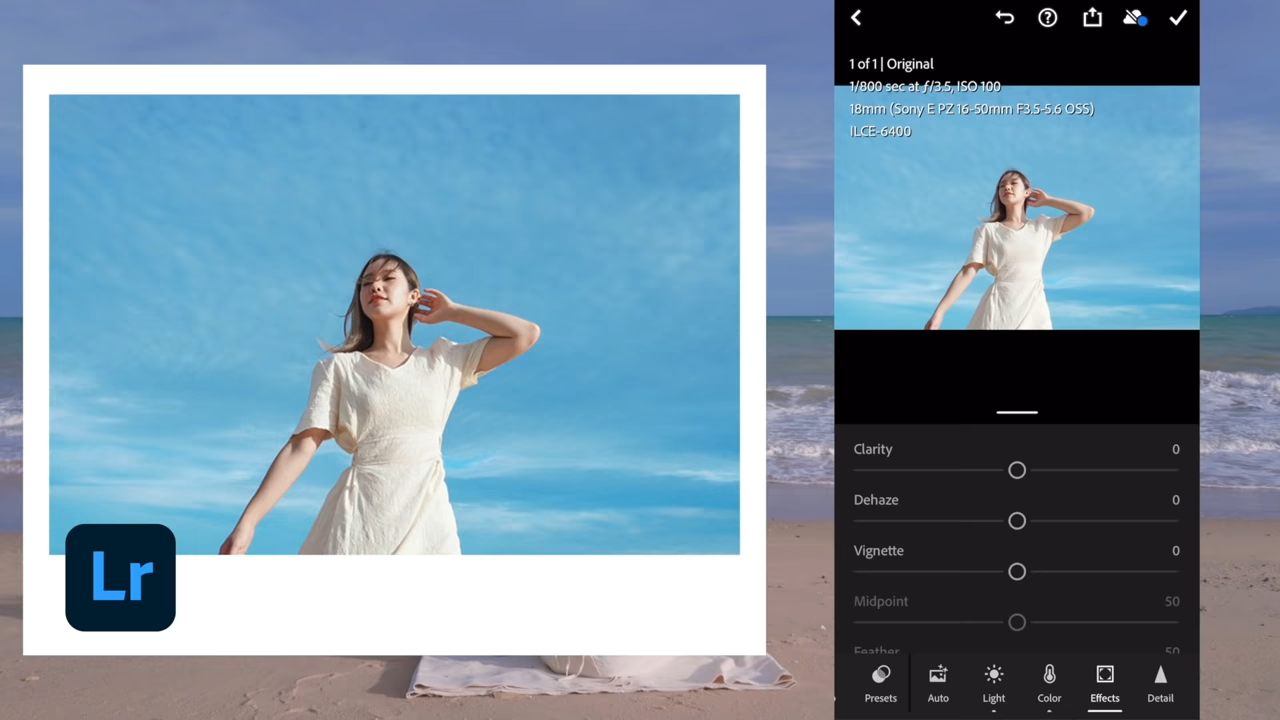 Lr
1 of 1 | Original
1/800 sec at ƒ/3.5, ISO 100
18mm (Sony E PZ 16-50mm F3.5-5.6 OSS)
ILCE-6400
Clarity 0
Dehaze 0
Vignette 0
Midpoint 50
Feather 50
Presets Auto Light Color Effects Detail